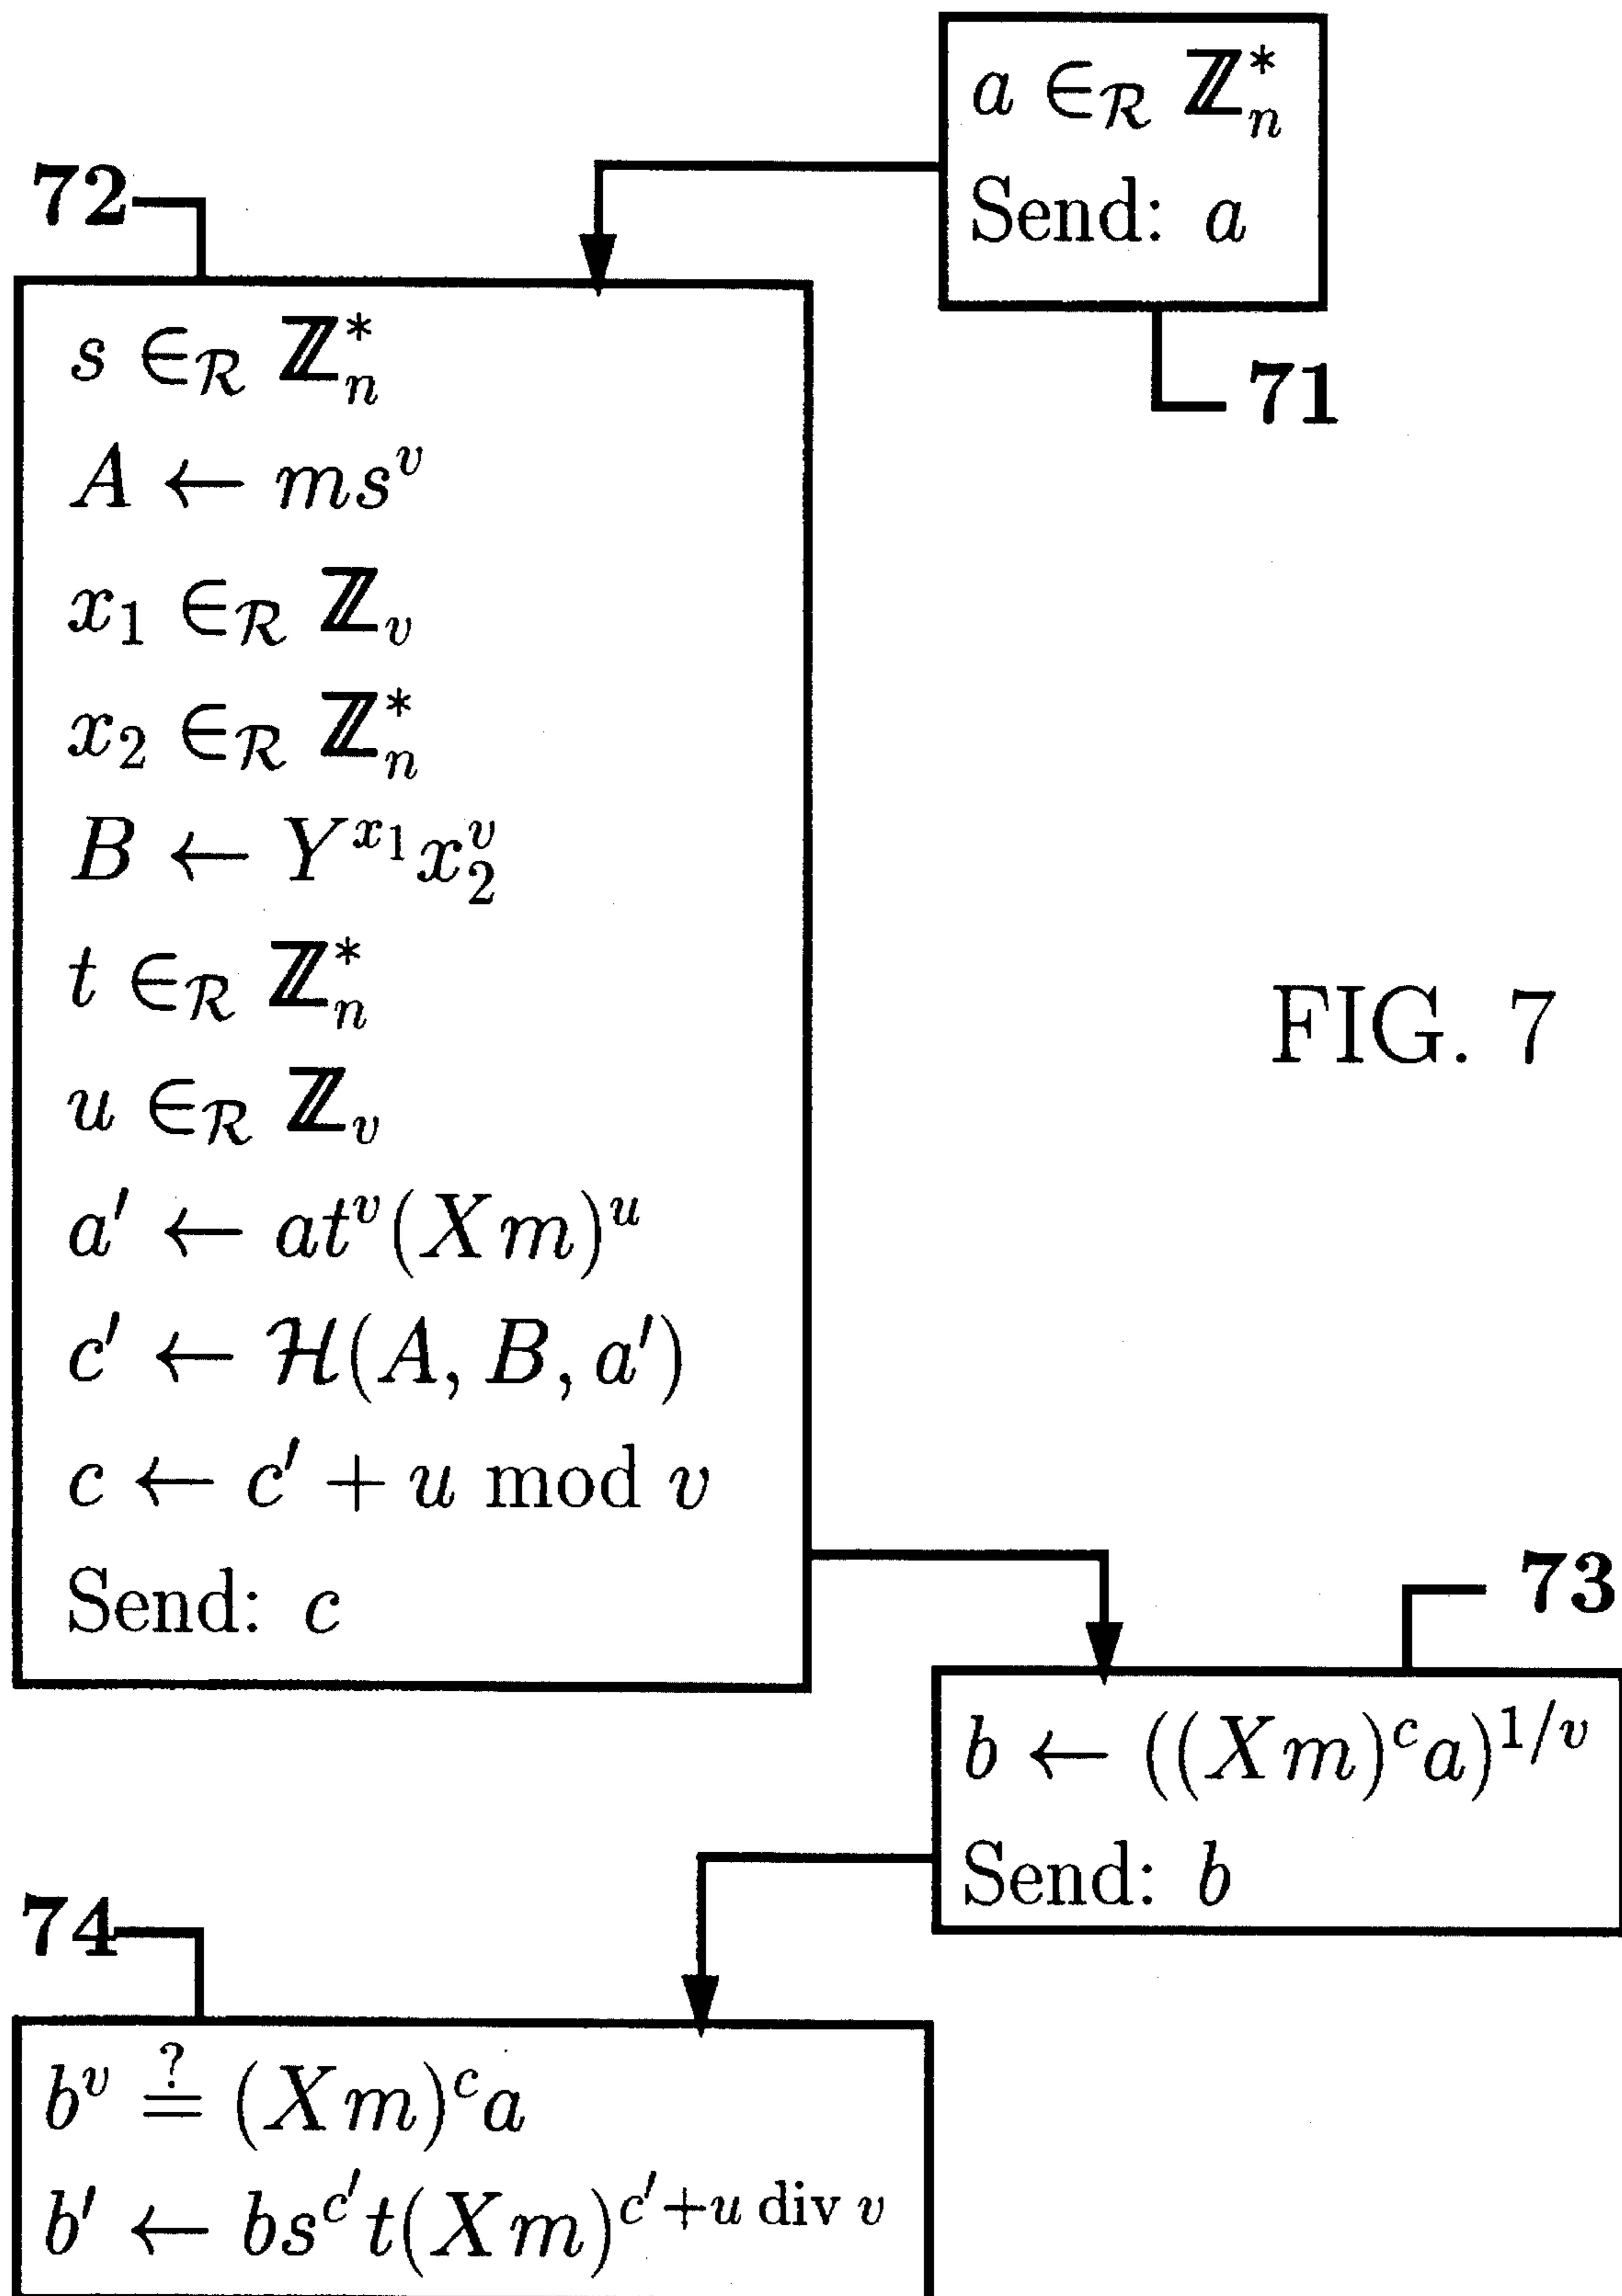 a ∈_ℛ ℤ*_n
Send: a
71
72
s ∈_ℛ ℤ*_n
A ← ms^v
x_1 ∈_ℛ ℤ_v
x_2 ∈_ℛ ℤ*_n
B ← Y^{x_1} x_2^v
t ∈_ℛ ℤ*_n
u ∈_ℛ ℤ_v
a′ ← at^v(Xm)^u
c′ ← ℋ(A, B, a′)
c ← c′ + u mod v
Send: c
FIG. 7
73
b ← ((Xm)^c a)^{1/v}
Send: b
74
b^v ≟ (Xm)^c a
b′ ← bs^{c′}t(Xm)^{c′+u div v}